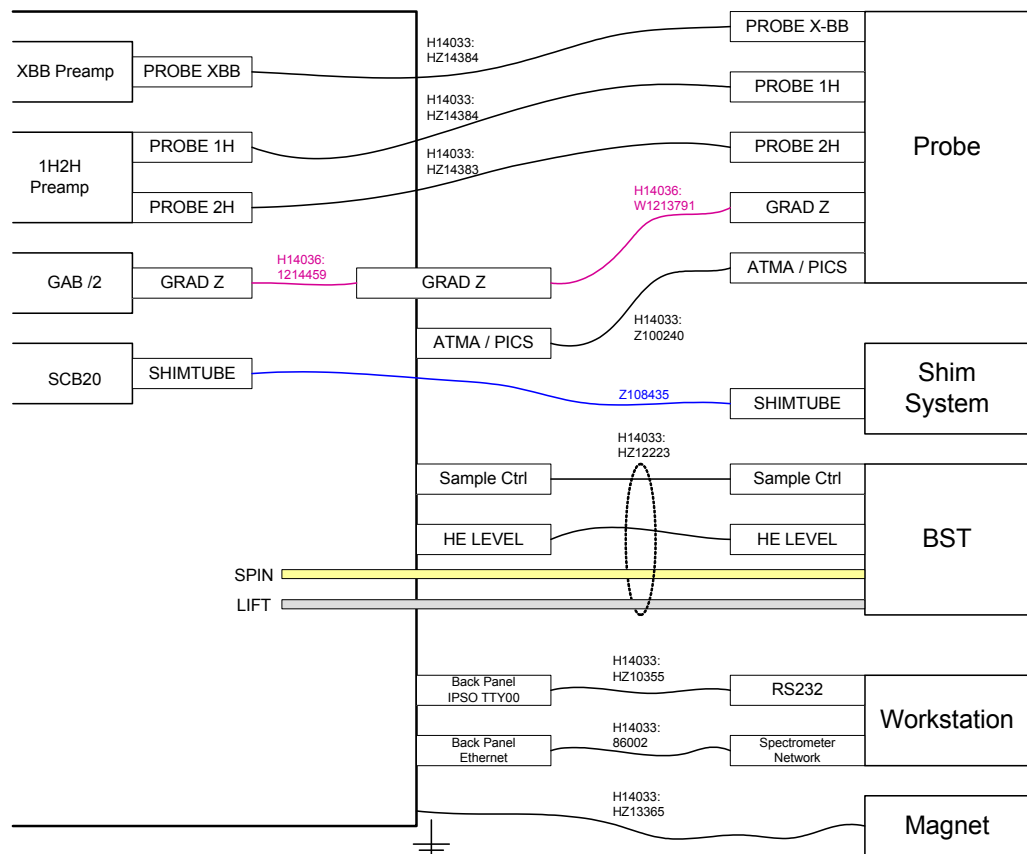 PROBE X-BB
H14033:
HZ14384
XBB Preamp
PROBE XBB
PROBE 1H
H14033:
HZ14384
1H2H
Preamp
PROBE 1H
PROBE 2H
Probe
H14033:
HZ14383
PROBE 2H
H14036:
W1213791
GRAD Z
H14036:
1214459
GAB /2
GRAD Z
GRAD Z
ATMA / PICS
H14033:
Z100240
ATMA / PICS
SCB20
SHIMTUBE
Z108435
SHIMTUBE
Shim
System
H14033:
HZ12223
Sample Ctrl
Sample Ctrl
HE LEVEL
HE LEVEL
BST
SPIN
LIFT
H14033:
HZ10355
Back Panel
IPSO TTY00
RS232
Workstation
H14033:
86002
Back Panel
Ethernet
Spectrometer
Network
H14033:
HZ13365
Magnet